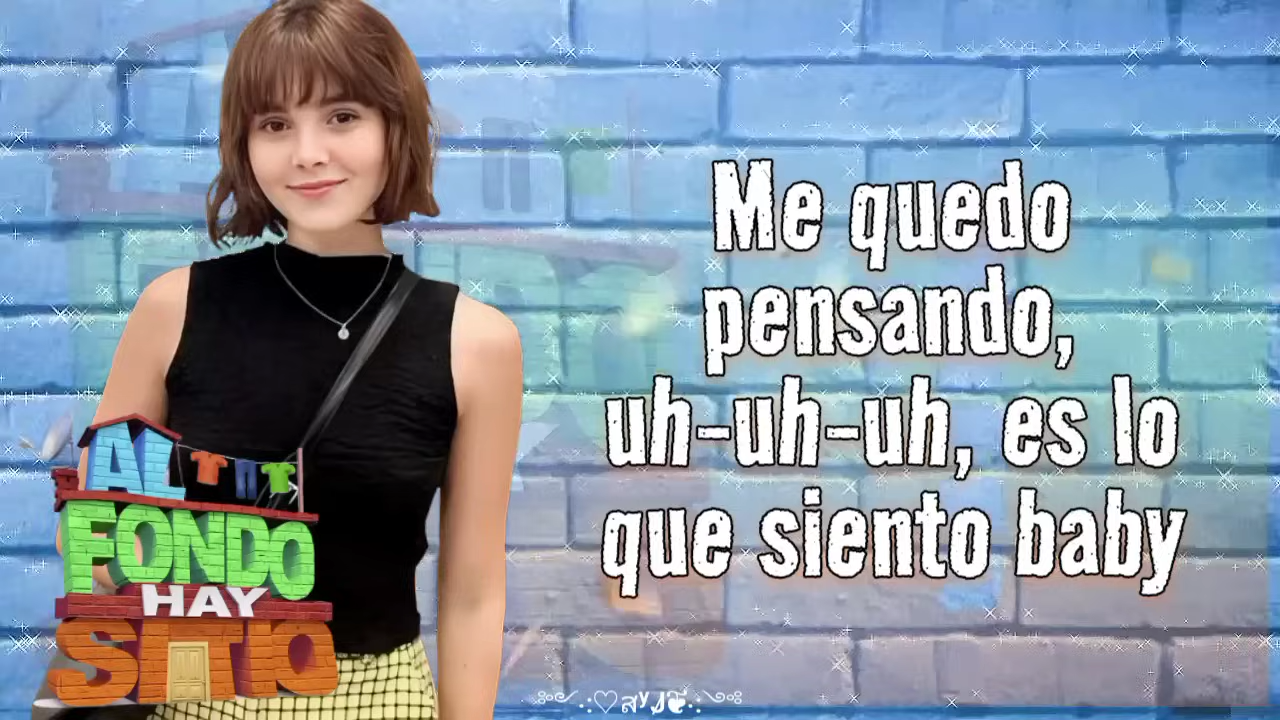 Me quedo
pensando,
uh-uh-uh, es lo
que siento baby
AL
FONDO
HAY
SITIO